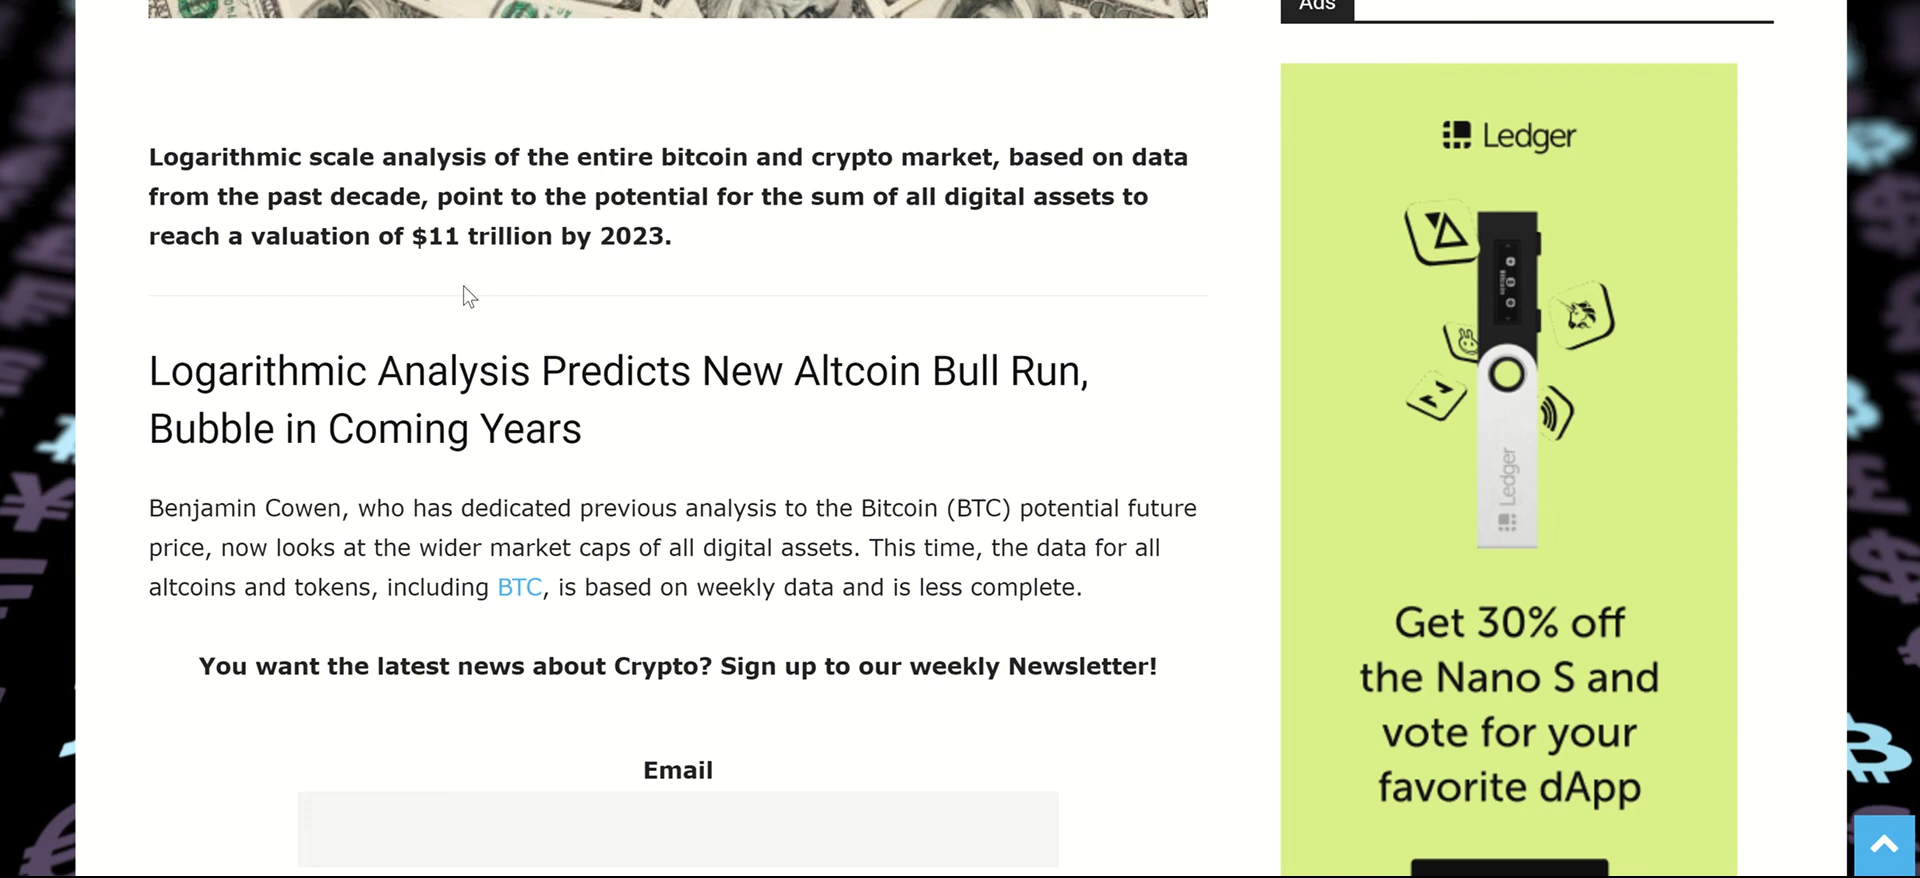 Ads
Logarithmic scale analysis of the entire bitcoin and crypto market, based on data
from the past decade, point to the potential for the sum of all digital assets to
reach a valuation of $11 trillion by 2023.
Logarithmic Analysis Predicts New Altcoin Bull Run,
Bubble in Coming Years
Benjamin Cowen, who has dedicated previous analysis to the Bitcoin (BTC) potential future
price, now looks at the wider market caps of all digital assets. This time, the data for all
altcoins and tokens, including BTC, is based on weekly data and is less complete.
You want the latest news about Crypto? Sign up to our weekly Newsletter!
Email
Ledger
Bitcoin
Ledger
Get 30% off
the Nano S and
vote for your
favorite dApp